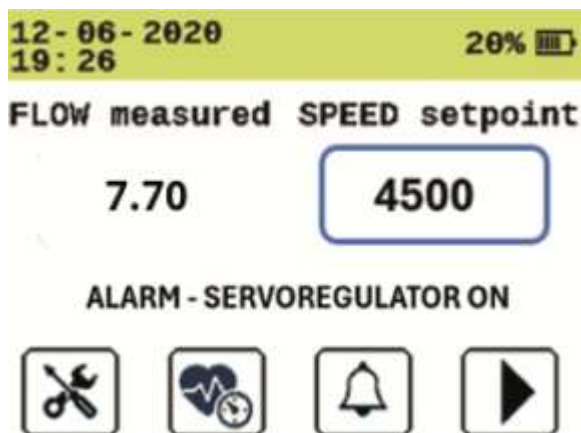 12-06-2020
19:26
20%
FLOW measured SPEED setpoint
7.70 4500
ALARM - SERVOREGULATOR ON